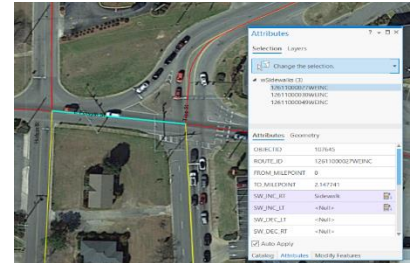 Attributes
Selection Layers
Change the selection.
wSidewalks (3)
12611000027WDINC
12611000030WDINC
12611000049WDINC
Attributes Geometry
OBJECTID 107645
ROUTE_ID 12611000027WDINC
FROM_MILEPOINT 0
TO_MILEPOINT 2.147741
SW_INC_RT Sidewalk
SW_INC_LT <Null>
SW_DEC_LT <Null>
SW_DEC_RT <Null>
Auto Apply
Catalog Attributes Modify Features